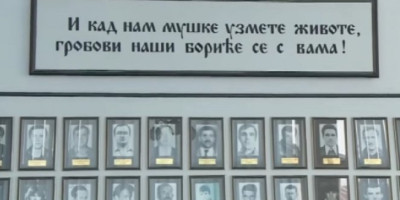 И кад нам мушке узмете животе,
гробови наши бориће се с вама!